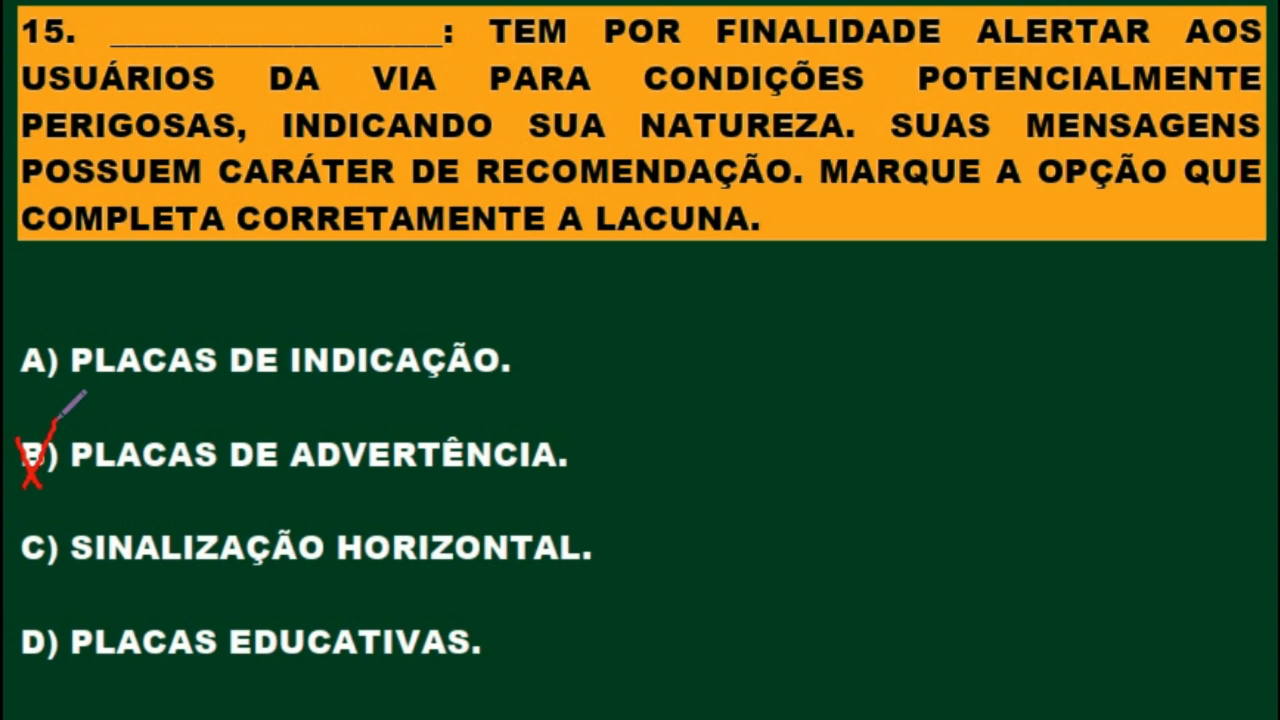 15. ____________________: TEM POR FINALIDADE ALERTAR AOS
USUÁRIOS DA VIA PARA CONDIÇÕES POTENCIALMENTE
PERIGOSAS, INDICANDO SUA NATUREZA. SUAS MENSAGENS
POSSUEM CARÁTER DE RECOMENDAÇÃO. MARQUE A OPÇÃO QUE
COMPLETA CORRETAMENTE A LACUNA.
A) PLACAS DE INDICAÇÃO.
B) PLACAS DE ADVERTÊNCIA.
C) SINALIZAÇÃO HORIZONTAL.
D) PLACAS EDUCATIVAS.